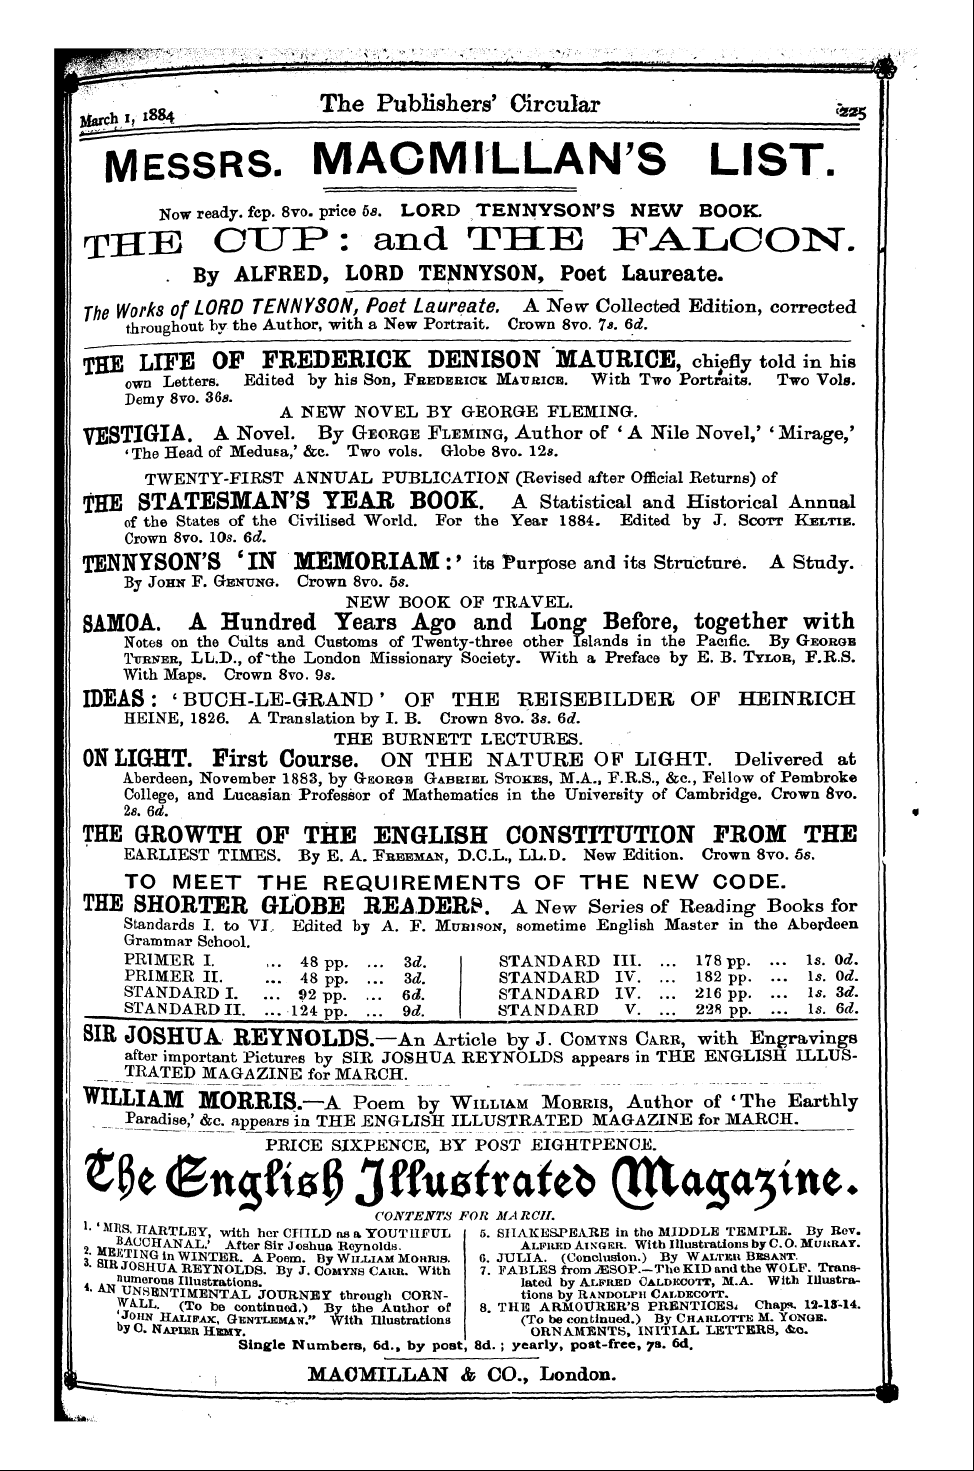 March 1, 1884 The Publishers' Circular 225
MESSRS. MACMILLAN'S LIST.
Now ready. fcp. 8vo. price 5s. LORD TENNYSON'S NEW BOOK.
THE CUP: and THE FALCON.
By ALFRED, LORD TENNYSON, Poet Laureate.
The Works of LORD TENNYSON, Poet Laureate. A New Collected Edition, corrected
throughout by the Author, with a New Portrait. Crown 8vo. 7s. 6d.
THE LIFE OF FREDERICK DENISON MAURICE, chiefly told in his
own Letters. Edited by his Son, FREDERICK MAURICE. With Two Portraits. Two Vols.
Demy 8vo. 36s.
A NEW NOVEL BY GEORGE FLEMING.
VESTIGIA. A Novel. By GEORGE FLEMING, Author of 'A Nile Novel,' 'Mirage,'
'The Head of Medusa,' &c. Two vols. Globe 8vo. 12s.
TWENTY-FIRST ANNUAL PUBLICATION (Revised after Official Returns) of
THE STATESMAN'S YEAR BOOK. A Statistical and Historical Annual
of the States of the Civilised World. For the Year 1884. Edited by J. SCOTT KELTIE.
Crown 8vo. 10s. 6d.
TENNYSON'S 'IN MEMORIAM:' its Purpose and its Structure. A Study.
By JOHN F. GENUNG. Crown 8vo. 5s.
NEW BOOK OF TRAVEL.
SAMOA. A Hundred Years Ago and Long Before, together with
Notes on the Cults and Customs of Twenty-three other Islands in the Pacific. By GEORGE
TURNER, LL.D., of the London Missionary Society. With a Preface by E. B. TYLOR, F.R.S.
With Maps. Crown 8vo. 9s.
IDEAS: 'BUCH-LE-GRAND' OF THE REISEBILDER OF HEINRICH
HEINE, 1826. A Translation by I. B. Crown 8vo. 3s. 6d.
THE BURNETT LECTURES.
ON LIGHT. First Course. ON THE NATURE OF LIGHT. Delivered at
Aberdeen, November 1883, by GEORGE GABRIEL STOKES, M.A., F.R.S., &c., Fellow of Pembroke
College, and Lucasian Professor of Mathematics in the University of Cambridge. Crown 8vo.
2s. 6d.
THE GROWTH OF THE ENGLISH CONSTITUTION FROM THE
EARLIEST TIMES. By E. A. FREEMAN, D.C.L., LL.D. New Edition. Crown 8vo. 5s.
TO MEET THE REQUIREMENTS OF THE NEW CODE.
THE SHORTER GLOBE READERS. A New Series of Reading Books for
Standards I. to VI. Edited by A. F. MURISON, sometime English Master in the Aberdeen
Grammar School.
PRIMER I. ... 48 pp. ... 3d.
PRIMER II. ... 48 pp. ... 3d.
STANDARD I. ... 92 pp. ... 6d.
STANDARD II. ... 124 pp. ... 9d.
STANDARD III. ... 178 pp. ... 1s. 0d.
STANDARD IV. ... 182 pp. ... 1s. 0d.
STANDARD IV. ... 216 pp. ... 1s. 3d.
STANDARD V. ... 228 pp. ... 1s. 6d.
SIR JOSHUA REYNOLDS.—An Article by J. COMYNS CARR, with Engravings
after important Pictures by SIR JOSHUA REYNOLDS appears in THE ENGLISH ILLUS-
TRATED MAGAZINE for MARCH.
WILLIAM MORRIS.—A Poem by WILLIAM MORRIS, Author of 'The Earthly
Paradise,' &c. appears in THE ENGLISH ILLUSTRATED MAGAZINE for MARCH.
PRICE SIXPENCE, BY POST EIGHTPENCE.
The English Illustrated Magazine.
CONTENTS FOR MARCH.
1. 'MRS. HARTLEY, with her CHILD as a YOUTHFUL
BACCHANAL.' After Sir Joshua Reynolds.
2. MEETING in WINTER. A Poem. By WILLIAM MORRIS.
3. SIR JOSHUA REYNOLDS. By J. COMYNS CARR. With
numerous Illustrations.
4. AN UNSENTIMENTAL JOURNEY through CORN-
WALL. (To be continued.) By the Author of
'JOHN HALIFAX, GENTLEMAN." With Illustrations
by C. NAPIER HEMY.
5. SHAKESPEARE in the MIDDLE TEMPLE. By Rev.
ALFRED AINGER. With Illustrations by C. O. MURRAY.
6. JULIA. (Conclusion.) By WALTER BESANT.
7. FABLES from ÆSOP.—The KID and the WOLF. Trans-
lated by ALFRED CALDECOTT, M.A. With Illustra-
tions by RANDOLPH CALDECOTT.
8. THE ARMOURER'S PRENTICES. Chaps. 12-13-14.
(To be continued.) By CHARLOTTE M. YONGE.
ORNAMENTS, INITIAL LETTERS, &c.
Single Numbers, 6d., by post, 8d.; yearly, post-free, 7s. 6d.
MACMILLAN & CO., London.